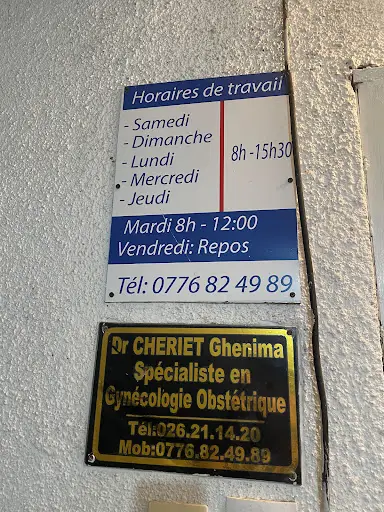 Horaires de travail
- Samedi
- Dimanche
- Lundi
- Mercredi
- Jeudi
8h -15h30
Mardi 8h - 12:00
Vendredi: Repos
Tél: 0776 82 49 89
Dr CHERIET Ghenima
Spécialiste en
Gynécologie Obstétrique
Tél:026.21.14.20
Mob:0776.82.49.89